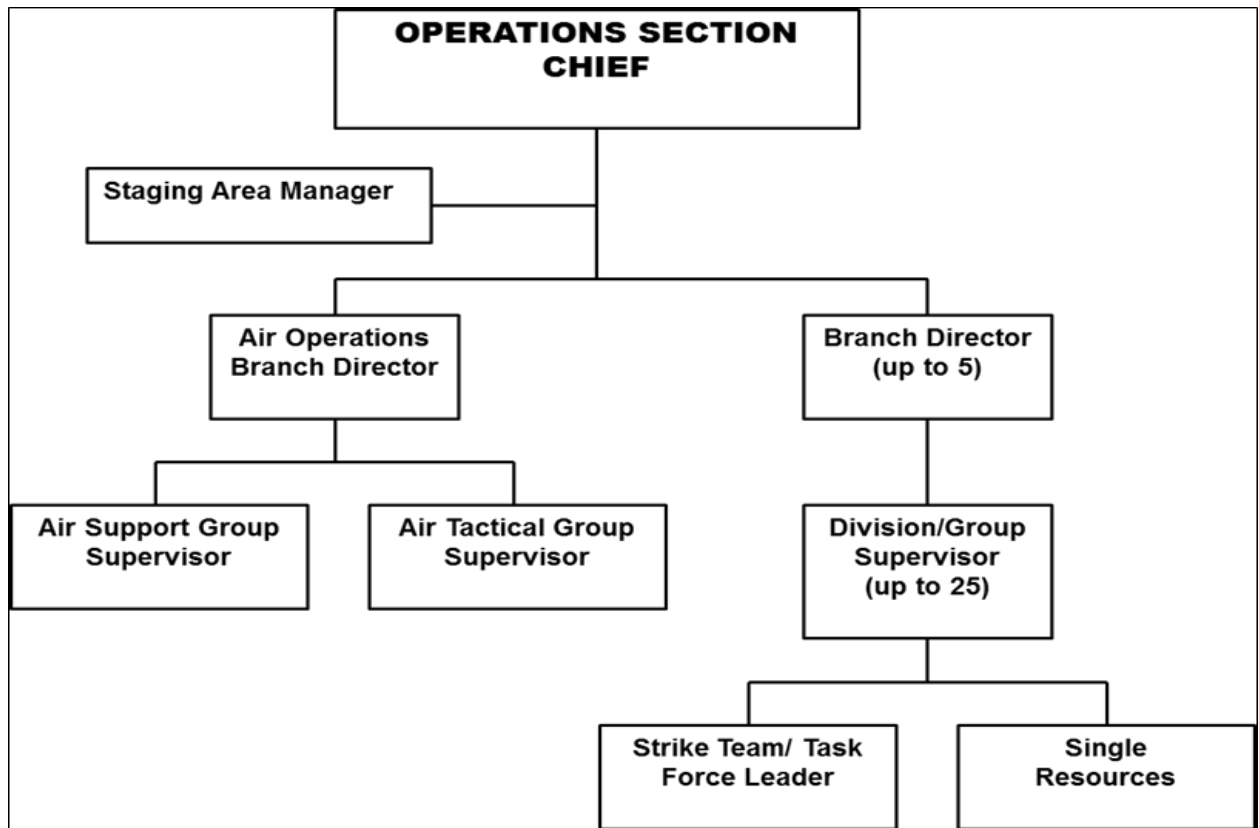 OPERATIONS SECTION
CHIEF
Staging Area Manager
Air Operations
Branch Director
Branch Director
(up to 5)
Air Support Group
Supervisor
Air Tactical Group
Supervisor
Division/Group
Supervisor
(up to 25)
Strike Team/ Task
Force Leader
Single
Resources